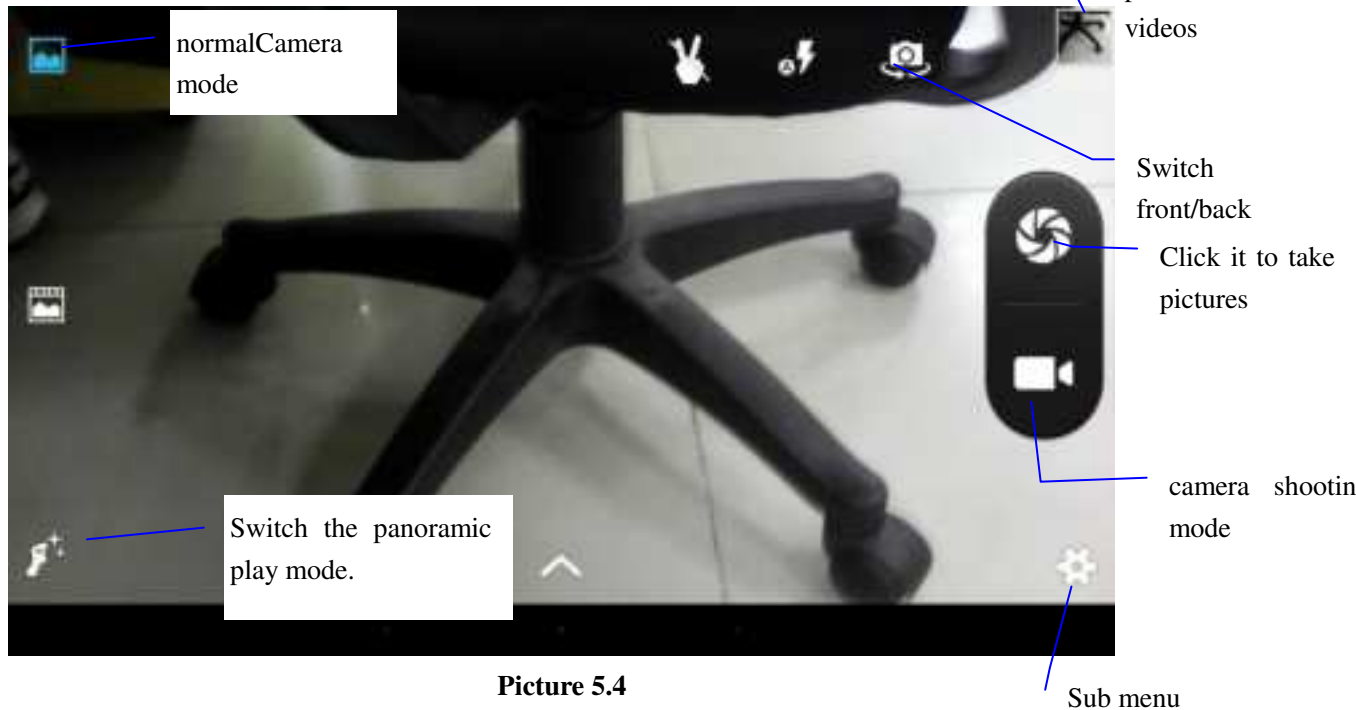 videos
normalCamera
mode
Switch
front/back
Click it to take
pictures
camera shootin
mode
Switch the panoramic
play mode.
Picture 5.4
Sub menu